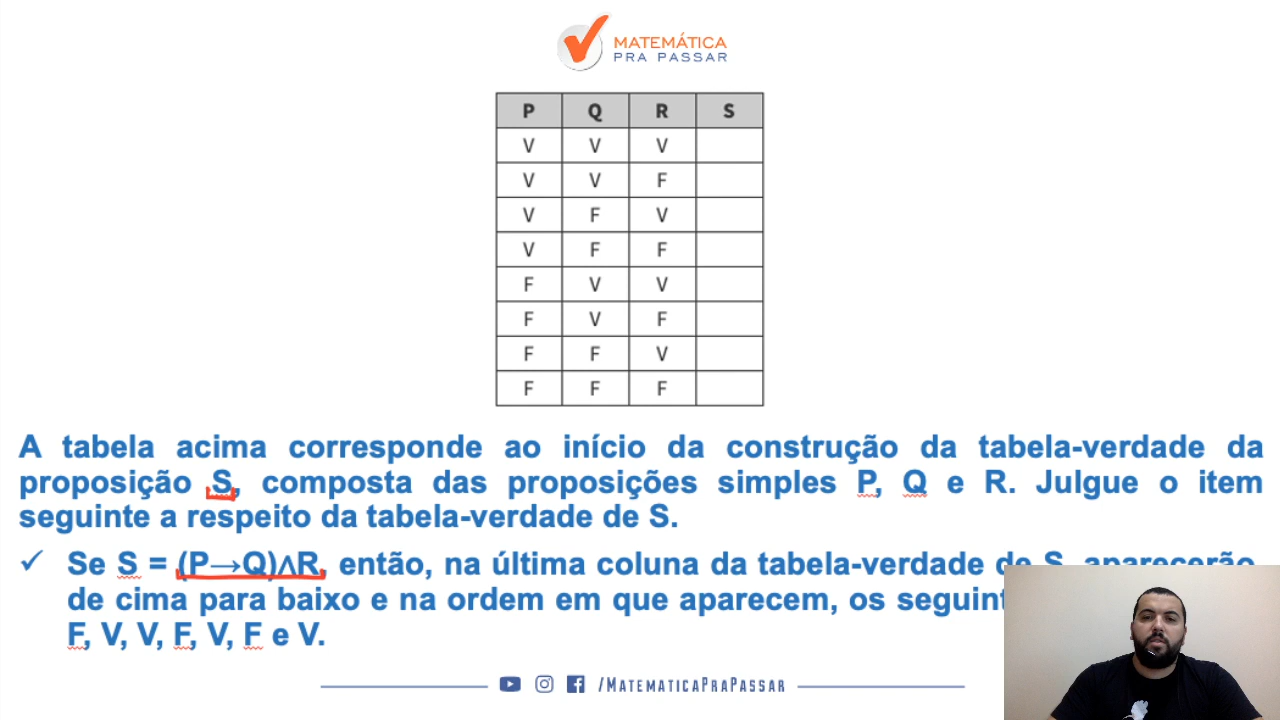 MATEMÁTICA
PRA PASSAR
P Q R S
V V V
V V F
V F V
V F F
F V V
F V F
F F V
F F F
A tabela acima corresponde ao início da construção da tabela-verdade da
proposição S, composta das proposições simples P, Q e R. Julgue o item
seguinte a respeito da tabela-verdade de S.
✓ Se S = (P→Q)∧R, então, na última coluna da tabela-verdade de S, aparecerão,
de cima para baixo e na ordem em que aparecem, os
F, V, V, F, V, F e V.
/MATEMATICAPRAPASSAR